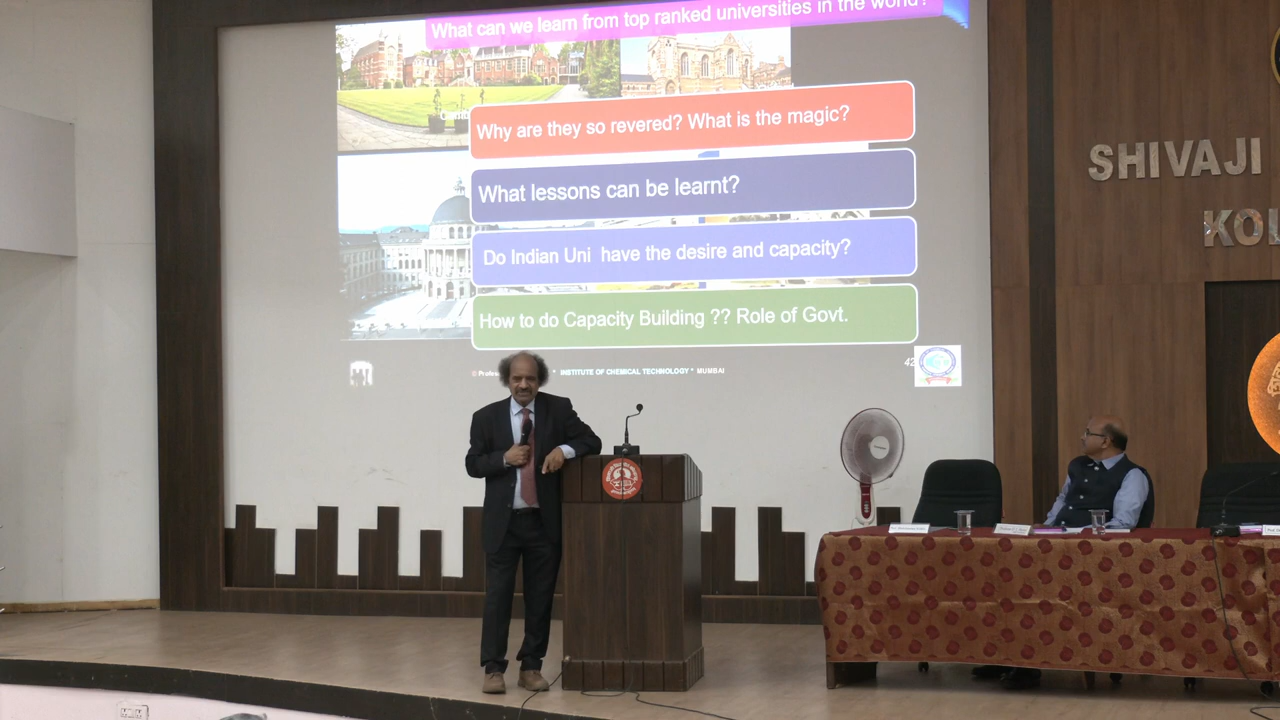 What can we learn from top ranked universities in the world?
Why are they so revered? What is the magic?
What lessons can be learnt?
Do Indian Uni have the desire and capacity?
How to do Capacity Building ?? Role of Govt.
* INSTITUTE OF CHEMICAL TECHNOLOGY * MUMBAI
42
SHIVAJI
KOL